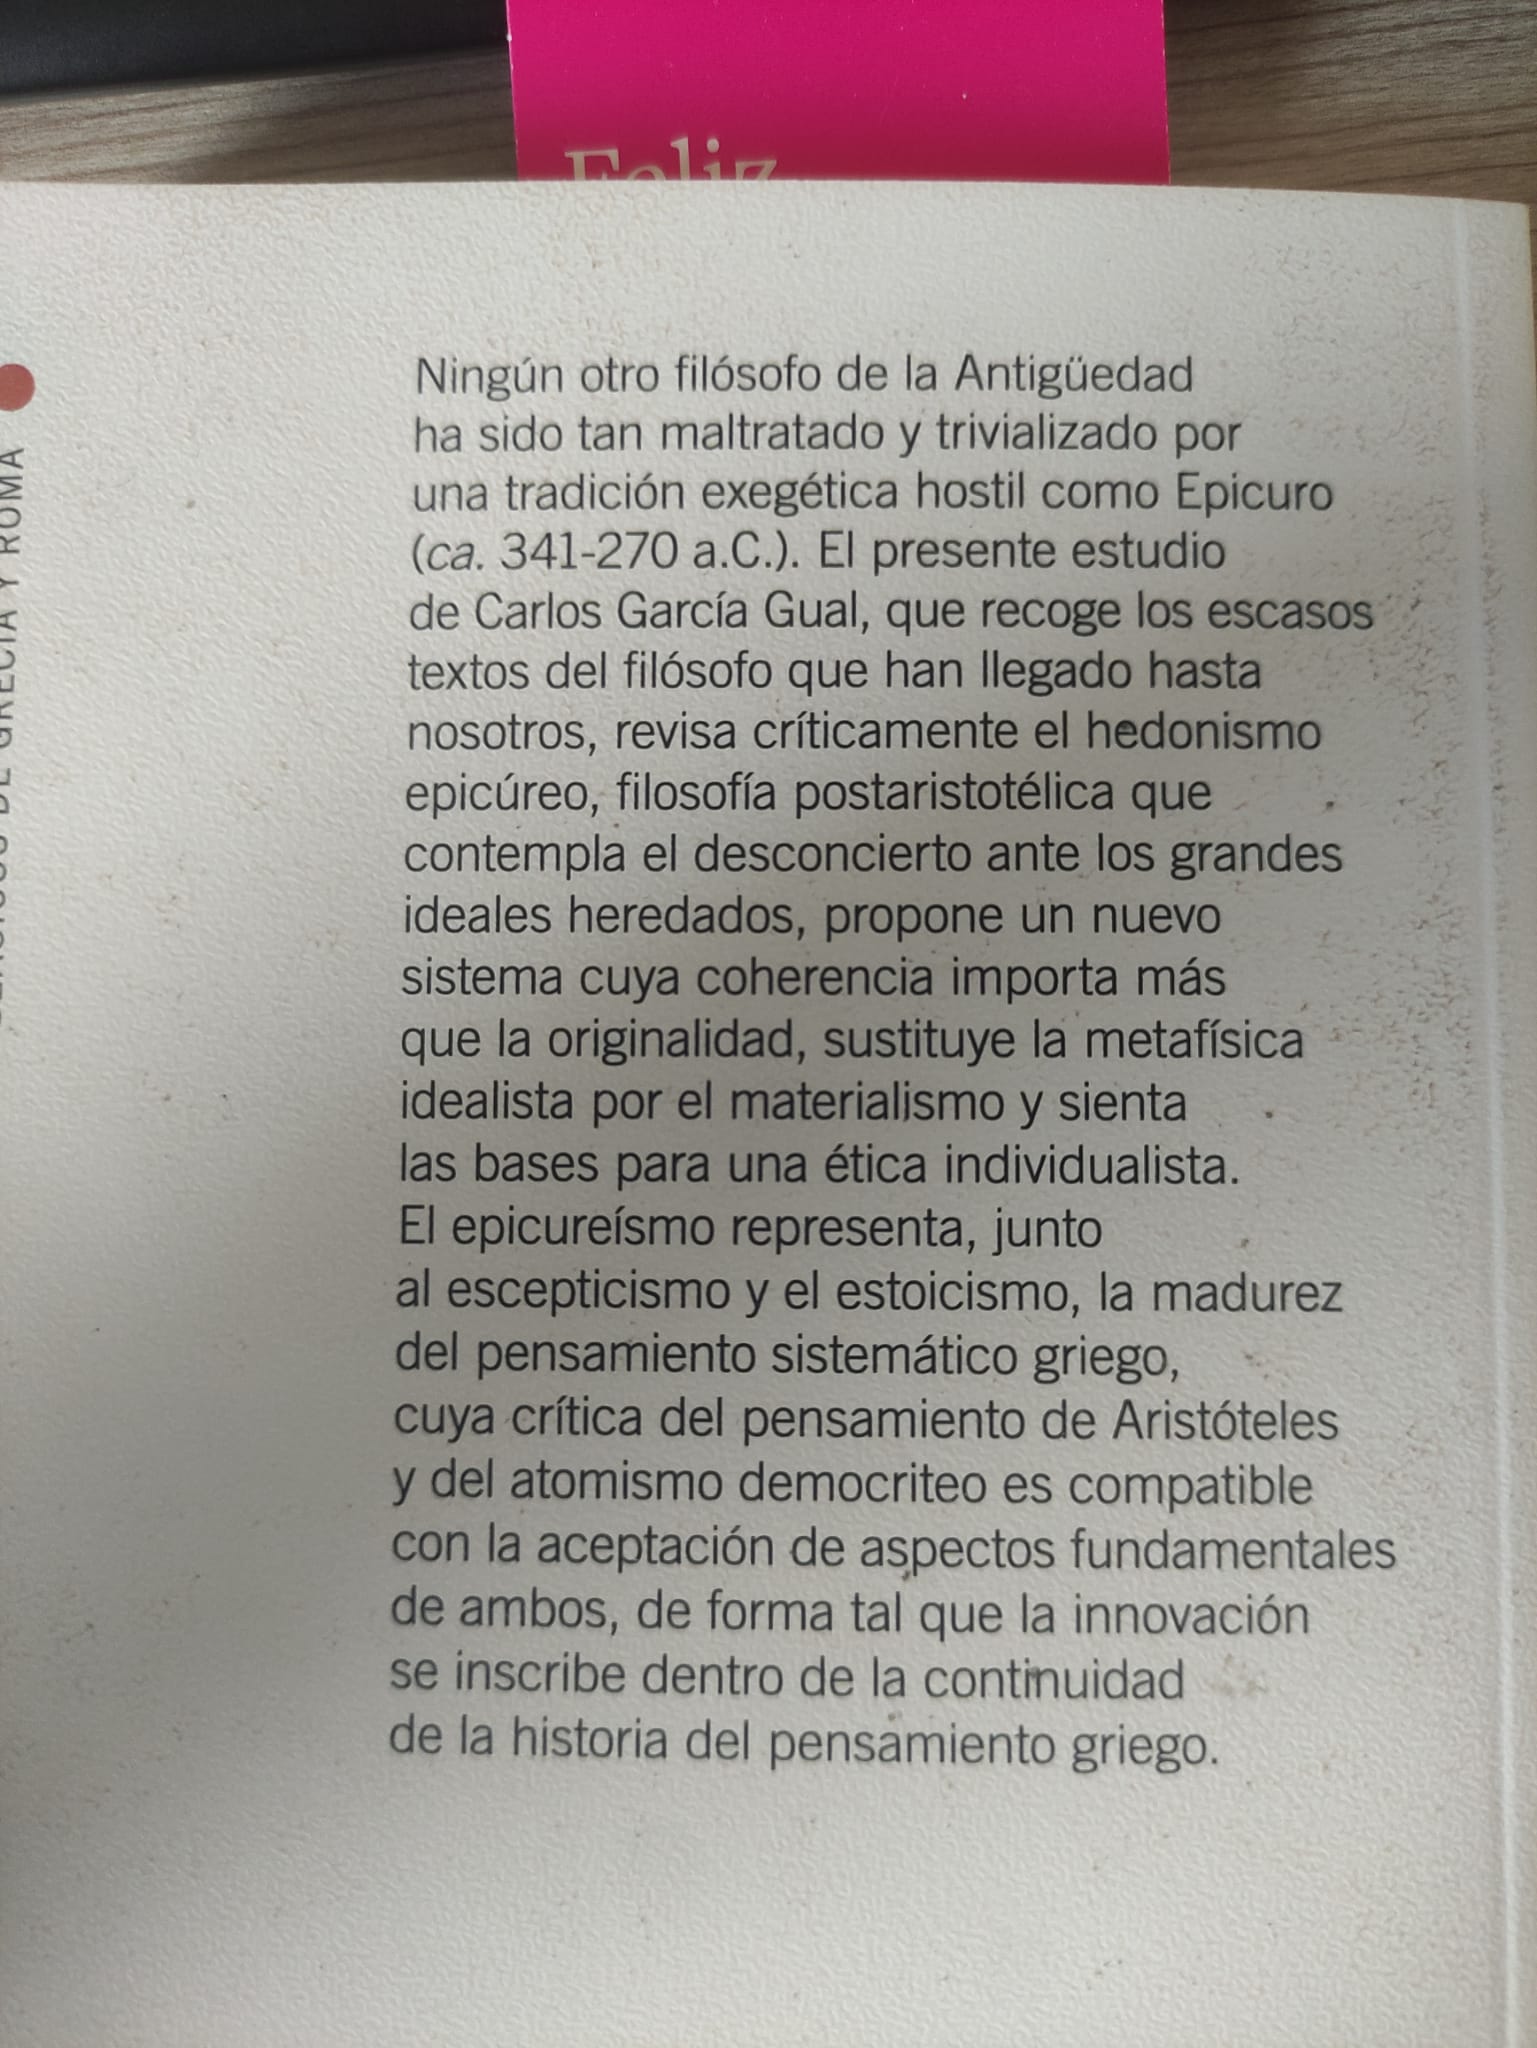 Feliz
Ningún otro filósofo de la Antigüedad
ha sido tan maltratado y trivializado por
una tradición exegética hostil como Epicuro
(ca. 341-270 a.C.). El presente estudio
de Carlos García Gual, que recoge los escasos
textos del filósofo que han llegado hasta
nosotros, revisa críticamente el hedonismo
epicúreo, filosofía postaristotélica que
contempla el desconcierto ante los grandes
ideales heredados, propone un nuevo
sistema cuya coherencia importa más
que la originalidad, sustituye la metafísica
idealista por el materialismo y sienta
las bases para una ética individualista.
El epicureísmo representa, junto
al escepticismo y el estoicismo, la madurez
del pensamiento sistemático griego,
cuya crítica del pensamiento de Aristóteles
y del atomismo democriteo es compatible
con la aceptación de aspectos fundamentales
de ambos, de forma tal que la innovación
se inscribe dentro de la continuidad
de la historia del pensamiento griego.
DE GRECIA Y ROMA